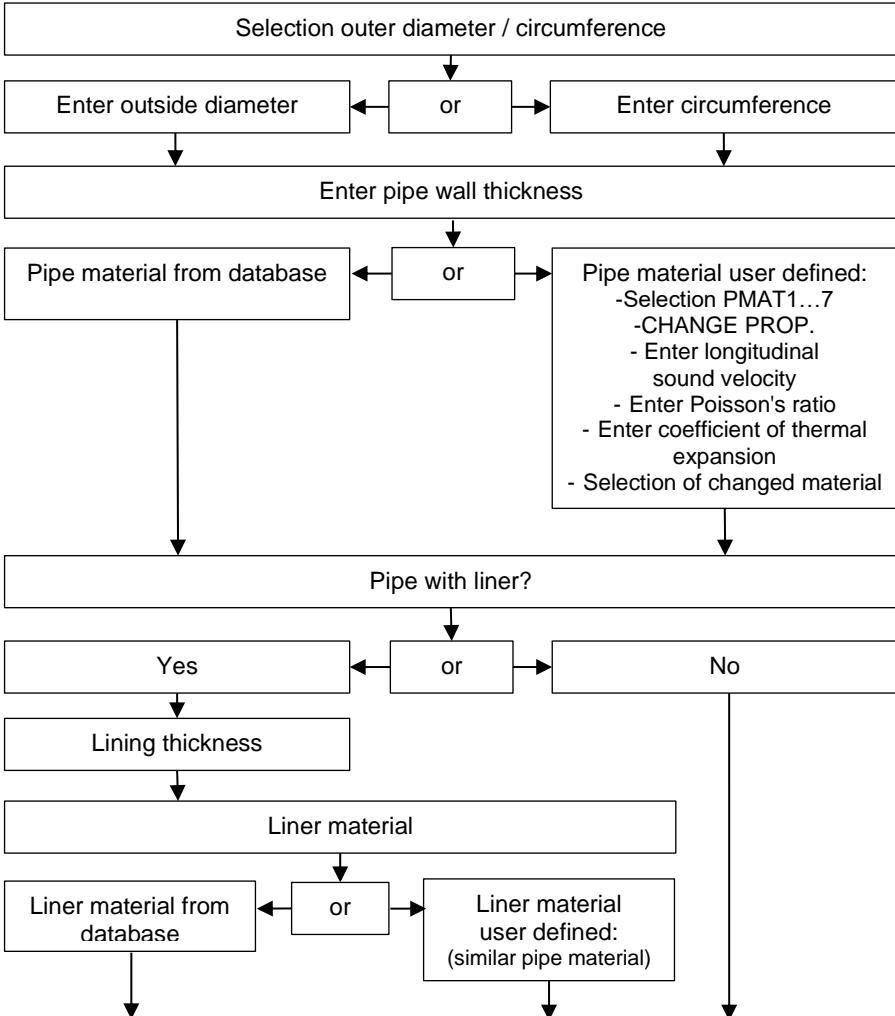 Selection outer diameter / circumference
Enter outside diameter
or
Enter circumference
Enter pipe wall thickness
Pipe material from database
or
Pipe material user defined:
-Selection PMAT1…7
-CHANGE PROP.
- Enter longitudinal
sound velocity
- Enter Poisson's ratio
- Enter coefficient of thermal
expansion
- Selection of changed material
Pipe with liner?
Yes
or
No
Lining thickness
Liner material
Liner material from
database
or
Liner material
user defined:
(similar pipe material)